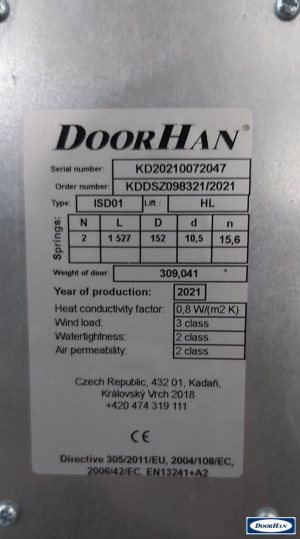 DOORHAN®
Serial number: KD20210072047
Order number: KDDSZ098321/2021
Type: ISD01 Lift: HL
Springs:
N L D d n
2 1 527 152 10,5 15,6
Weight of door: 309,041
Year of production: 2021
Heat conductivity factor: 0,8 W/(m2 K)
Wind load: 3 class
Watertightness: 2 class
Air permeability: 2 class
Czech Republic, 432 01, Kadaň,
Královský Vrch 2018
+420 474 319 111
CE
Directive 305/2011/EU, 2004/108/EC,
2006/42/EC, EN13241+A2
DOORHAN